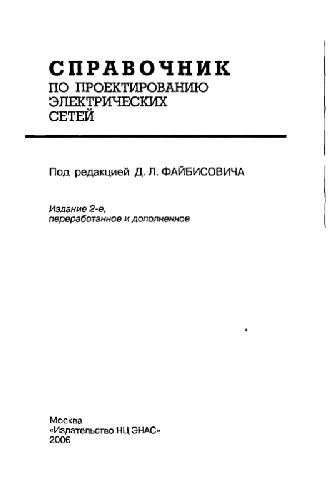 СПРАВОЧНИК
ПО ПРОЕКТИРОВАНИЮ
ЭЛЕКТРИЧЕСКИХ
СЕТЕЙ
Под редакцией Д. Л. ФАЙБИСОВИЧА
Издание 2-е,
переработанное и дополненное
Москва
«Издательство НЦ ЭНАС»
2006